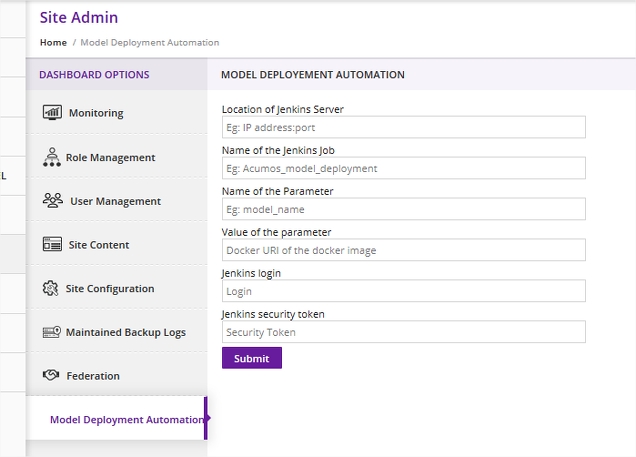 Site Admin
Home / Model Deployment Automation
DASHBOARD OPTIONS
Monitoring
Role Management
User Management
Site Content
Site Configuration
Maintained Backup Logs
Federation
Model Deployment Automation
MODEL DEPLOYEMENT AUTOMATION
Location of Jenkins Server
Eg: IP address:port
Name of the Jenkins Job
Eg: Acumos_model_deployment
Name of the Parameter
Eg: model_name
Value of the parameter
Docker URI of the docker image
Jenkins login
Login
Jenkins security token
Security Token
Submit